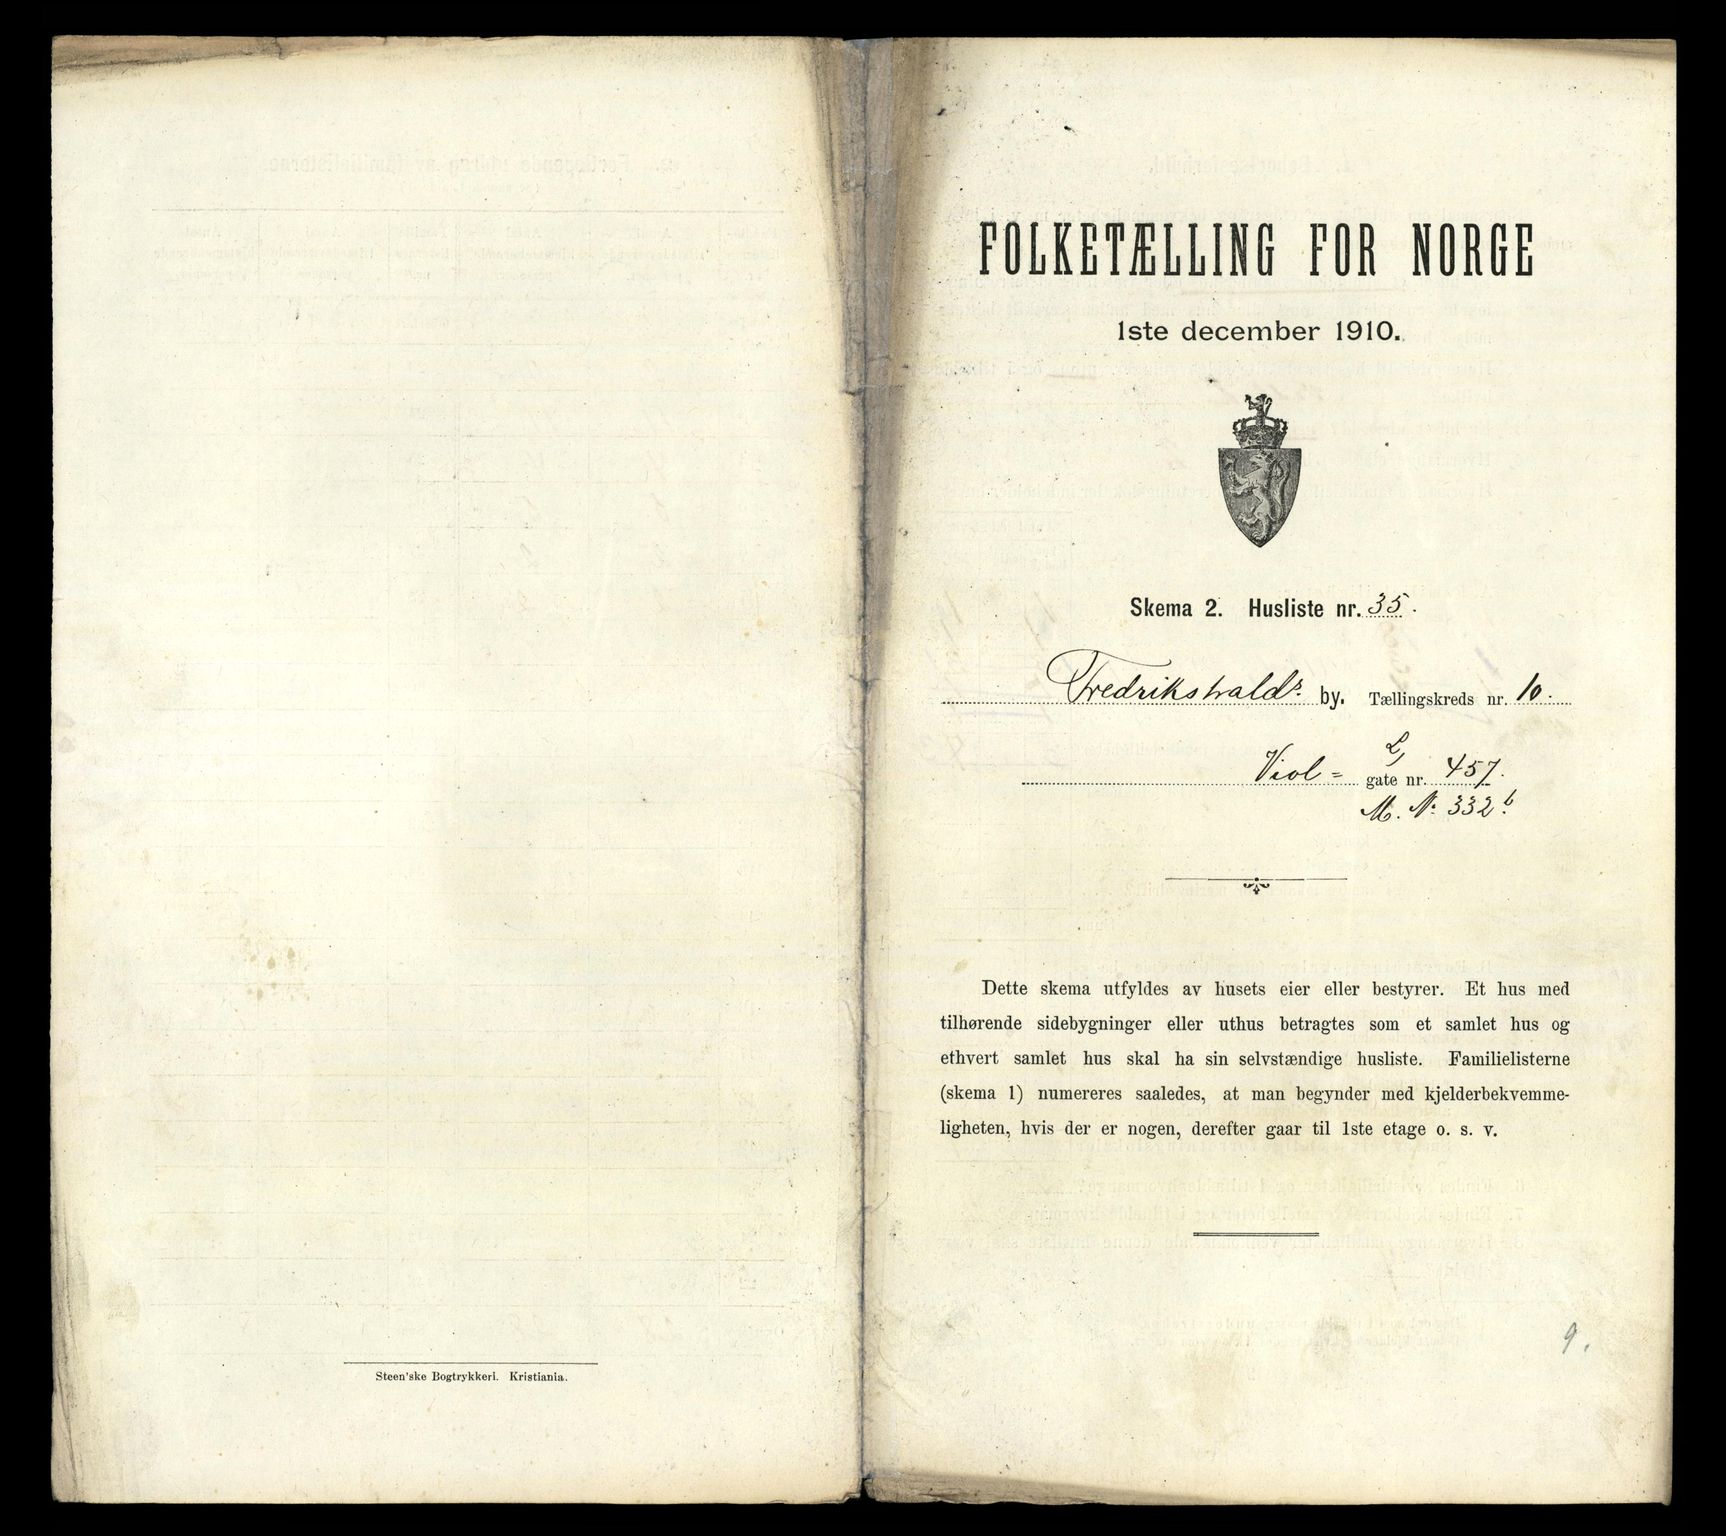 Steen'ske Bogtrykkeri. Kristiania.
FOLKETÆLLING FOR NORGE
1ste december 1910.
Skema 2. Husliste nr. 35.
Fredrikshalds by. Tællingskreds nr. 10.
Viol= gate nr. 457.
M. No. 332b.
Dette skema utfyldes av husets eier eller bestyrer. Et hus med
tilhørende sidebygninger eller uthus betragtes som et samlet hus og
ethvert samlet hus skal ha sin selvstændige husliste. Familielisterne
(skema 1) numereres saaledes, at man begynder med kjelderbekvemme-
ligheten, hvis der er nogen, derefter gaar til 1ste etage o. s. v.
9.